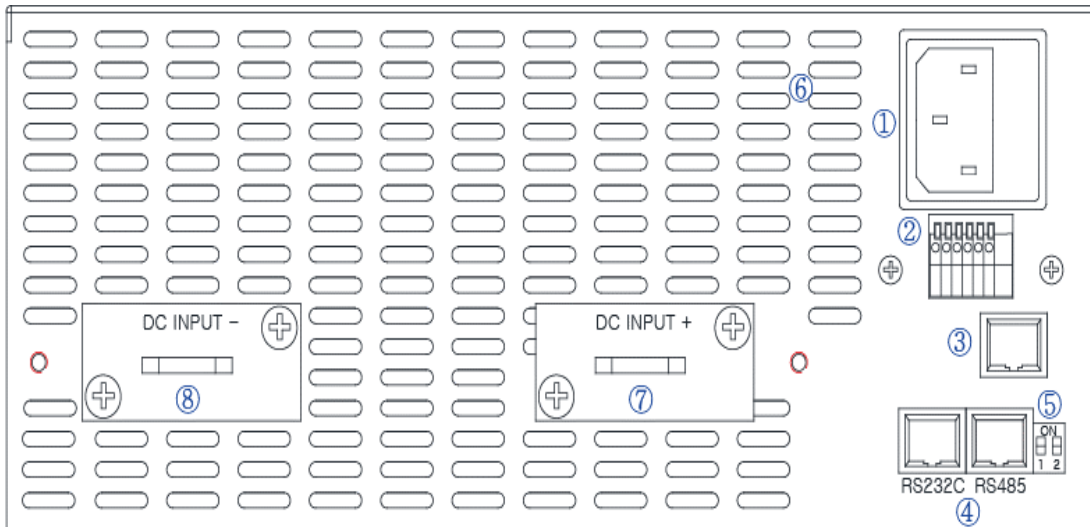 ⑥
①
②
DC INPUT −
DC INPUT +
③
⑧
⑦
⑤
ON
1 2
RS232C RS485
④